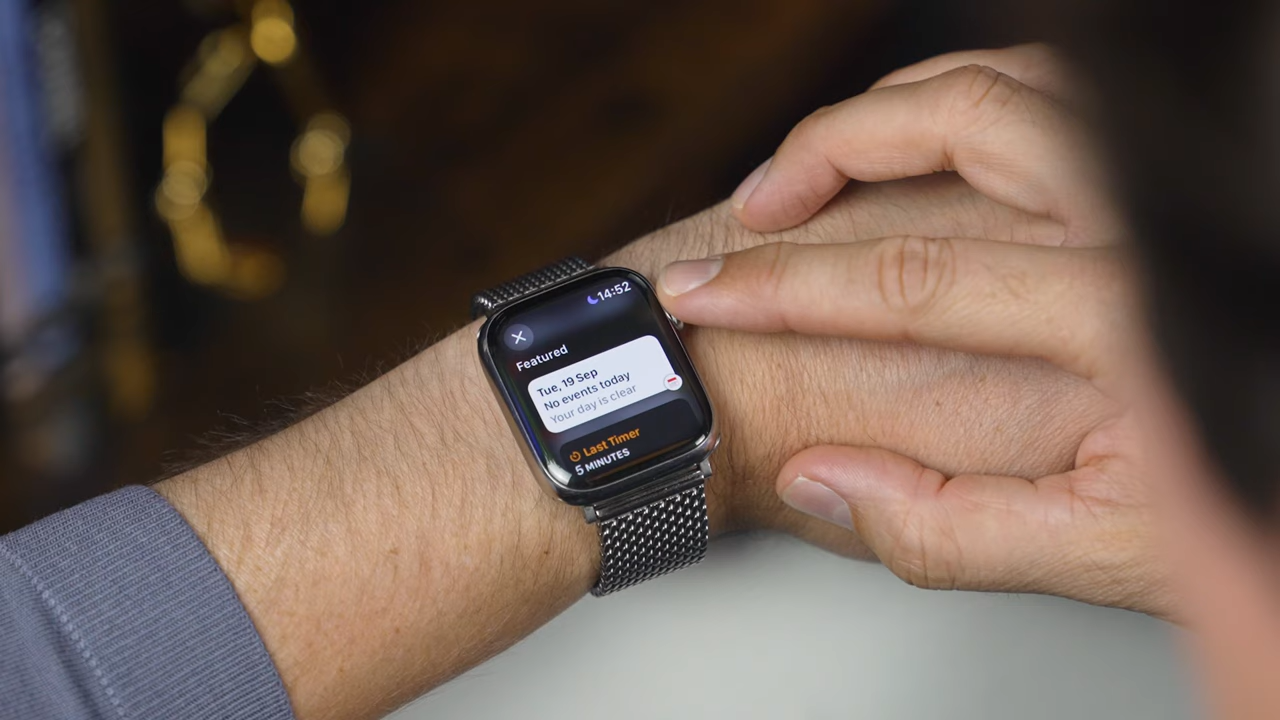 14:52
Featured
Tue, 19 Sep
No events today
Your day is clear
Last Timer
5 MINUTES